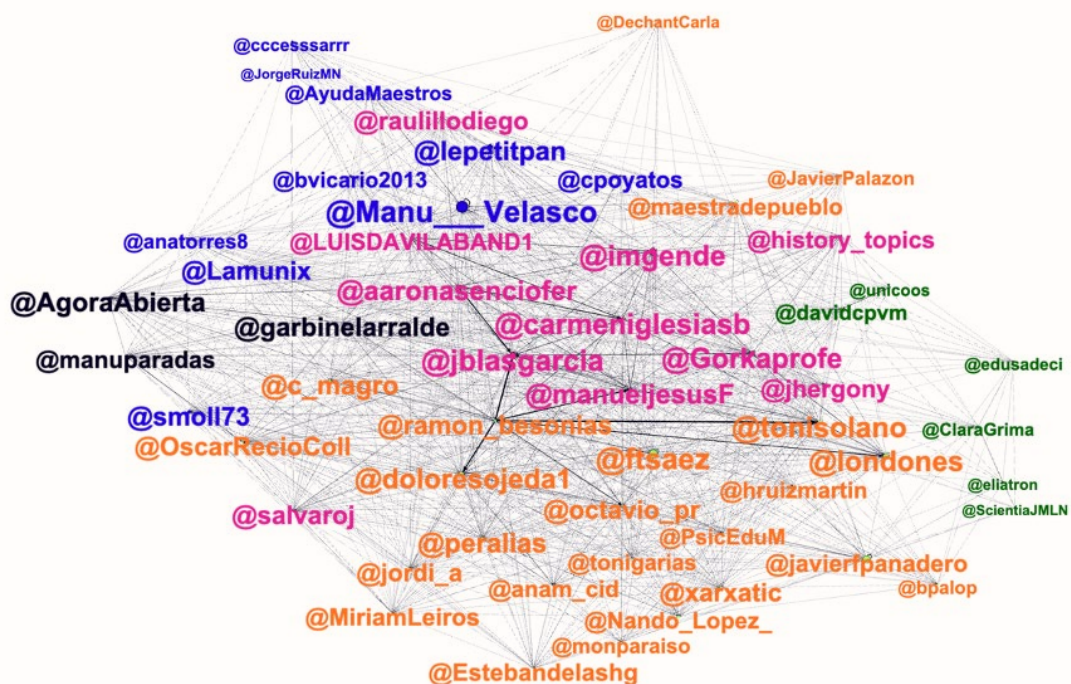 @DechantCarla
@cccesssarrr
@JorgeRuizMN
@AyudaMaestros
@raulillodiego
@lepetitpan
@bvicario2013
@cpoyatos
@JavierPalazon
@maestradepueblo
@Manu___Velasco
@anatorres8
@LUISDAVILABAND1
@history_topics
@imgende
@Lamunix
@aaronasenciofer
@unicoos
@AgoraAbierta
@davidcpvm
@garbinelarralde
@carmeniglesiasb
@manuparadas
@jblasgarcia
@Gorkaprofe
@edusadeci
@c_magro
@manueljesusF
@jhergony
@smoll73
@ramon_besonias
@tonisolano
@ClaraGrima
@OscarRecioColl
@ftsaez
@londones
@doloresojeda1
@hruizmartin
@eliatron
@salvaroj
@octavio_pr
@ScientiaJMLN
@perallas
@PsicEduM
@jordi_a
@tonigarias
@javierfpanadero
@anam_cid
@xarxatic
@bpalop
@MiriamLeiros
@Nando_Lopez_
@monparaiso
@Estebandelashg